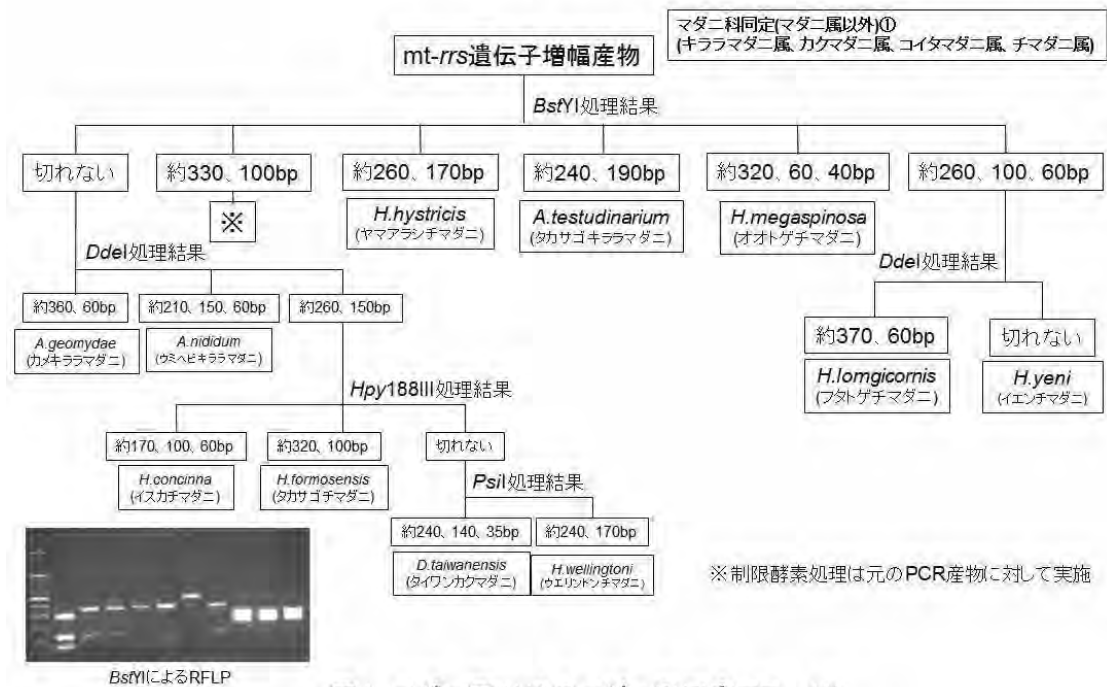 マダニ科同定(マダニ属以外)①
(キララマダニ属、カクマダニ属、コイタマダニ属、チマダニ属)
mt-rrs遺伝子増幅産物
BstYI処理結果
切れない
約330、100bp
約260、170bp
約240、190bp
約320、60、40bp
約260、100、60bp
※
H.hystricis
(ヤマアラシチマダニ)
A.testudinarium
(タカサゴキララマダニ)
H.megaspinosa
(オオトゲチマダニ)
DdeI処理結果
DdeI処理結果
約360、60bp
約210、150、60bp
約260、150bp
A.geomydae
(カメキララマダニ)
A.nididum
(ウミヘビキララマダニ)
約370、60bp
切れない
H.lomgicornis
(フタトゲチマダニ)
H.yeni
(イエンチマダニ)
Hpy188III処理結果
約170、100、60bp
約320、100bp
切れない
H.concinna
(イスカチマダニ)
H.formosensis
(タカサゴチマダニ)
PsiI処理結果
約240、140、35bp
約240、170bp
D.taiwanensis
(タイワンカクマダニ)
H.wellingtoni
(ウエリントンチマダニ)
※制限酵素処理は元のPCR産物に対して実施
BstYIによるRFLP